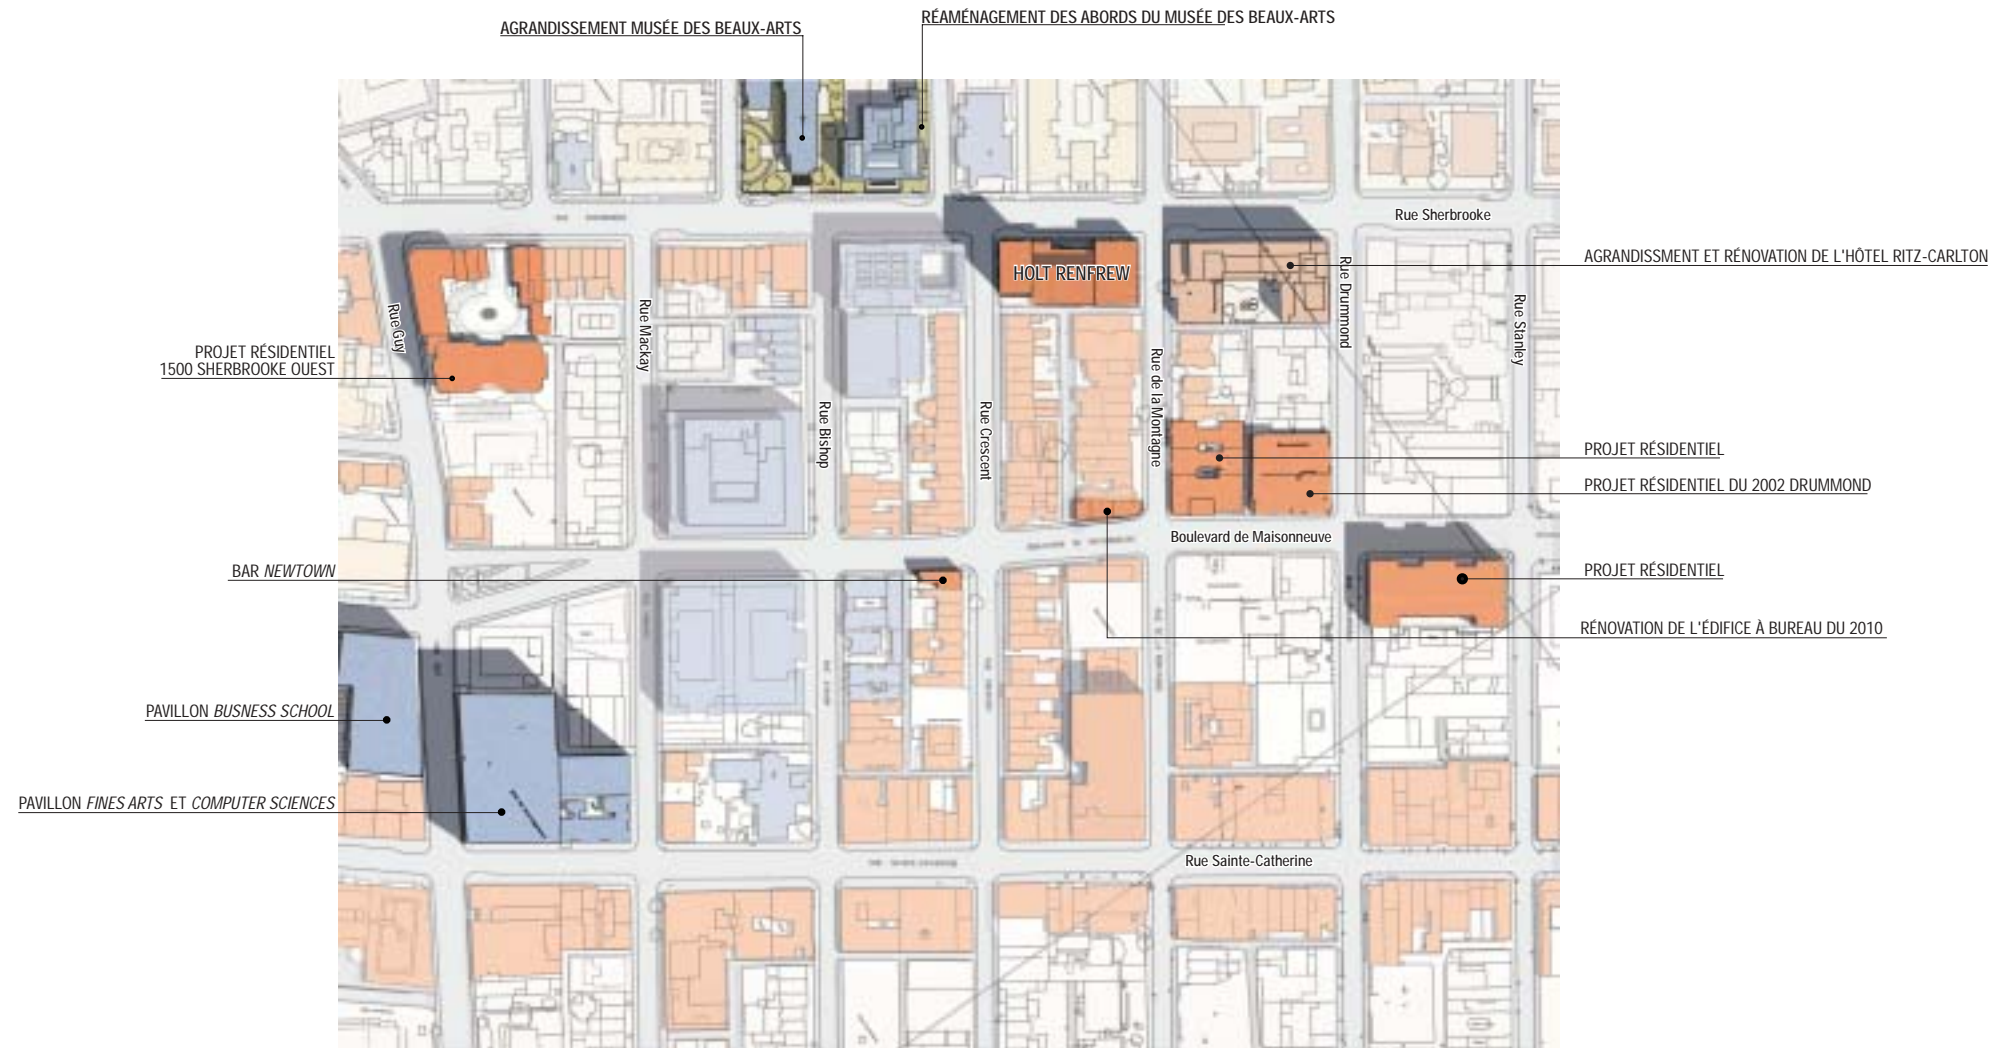 RÉAMÉNAGEMENT DES ABORDS DU MUSÉE DES BEAUX-ARTS
AGRANDISSEMENT MUSÉE DES BEAUX-ARTS
Rue Sherbrooke
AGRANDISSMENT ET RÉNOVATION DE L'HÔTEL RITZ-CARLTON
HOLT RENFREW
Rue Guy
Rue Mackay
Rue Bishop
Rue Crescent
Rue de la Montagne
Rue Drummond
Rue Stanley
PROJET RÉSIDENTIEL
1500 SHERBROOKE OUEST
PROJET RÉSIDENTIEL
PROJET RÉSIDENTIEL DU 2002 DRUMMOND
Boulevard de Maisonneuve
BAR NEWTOWN
PROJET RÉSIDENTIEL
RÉNOVATION DE L'ÉDIFICE À BUREAU DU 2010
PAVILLON BUSNESS SCHOOL
PAVILLON FINES ARTS ET COMPUTER SCIENCES
Rue Sainte-Catherine